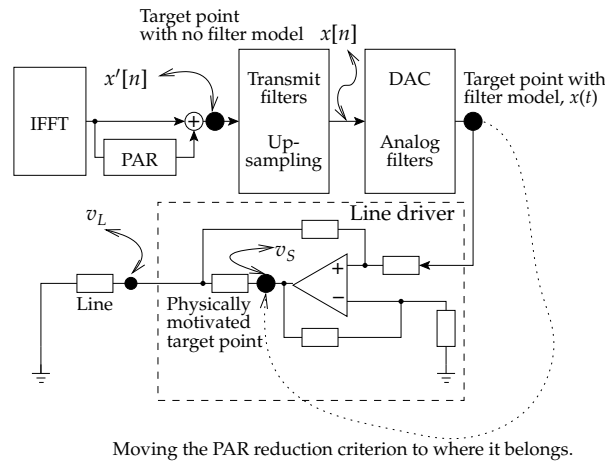 Target point
with no filter model
x[n]
x'[n]
IFFT
PAR
+
Transmit
filters
Up-
sampling
DAC
Analog
filters
Target point with
filter model, x(t)
Line driver
v_L
v_S
+
−
Line
Physically
motivated
target point
Moving the PAR reduction criterion to where it belongs.